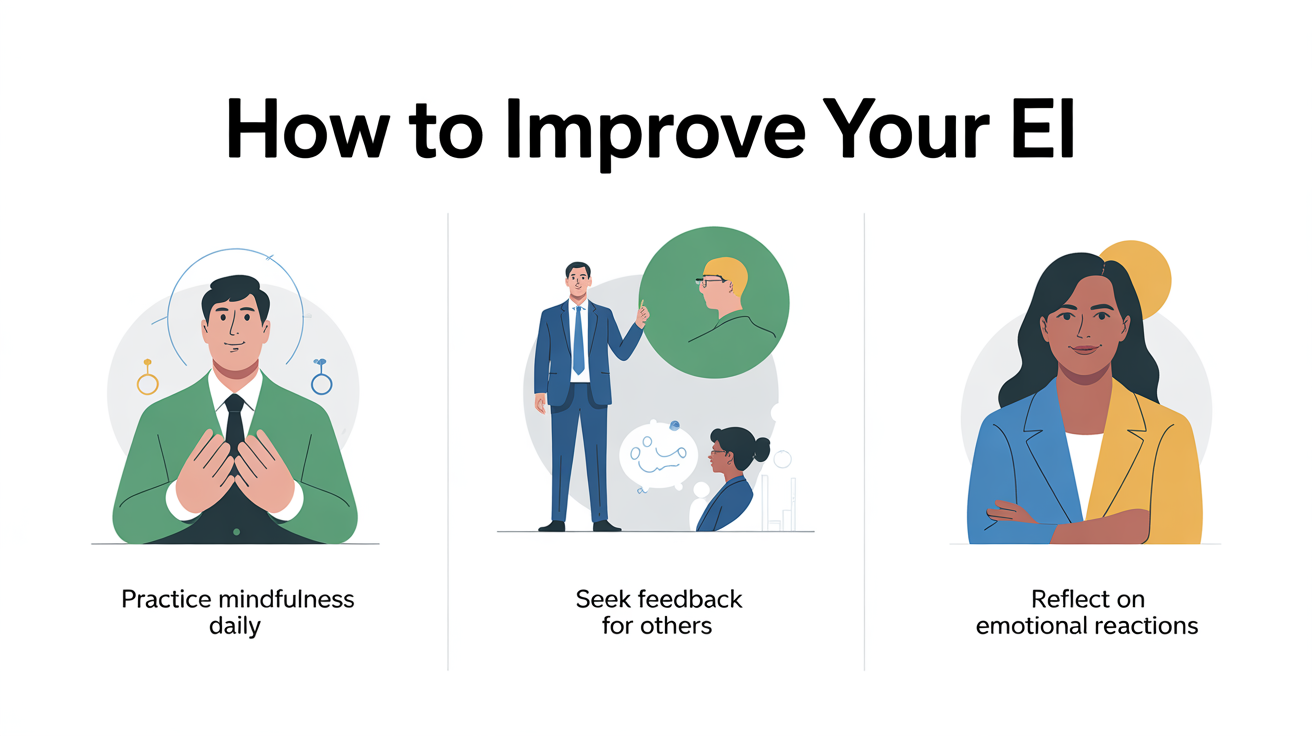 How to Improve Your EI
Practice mindfulness
daily
Seek feedback
for others
Reflect on
emotional reactions